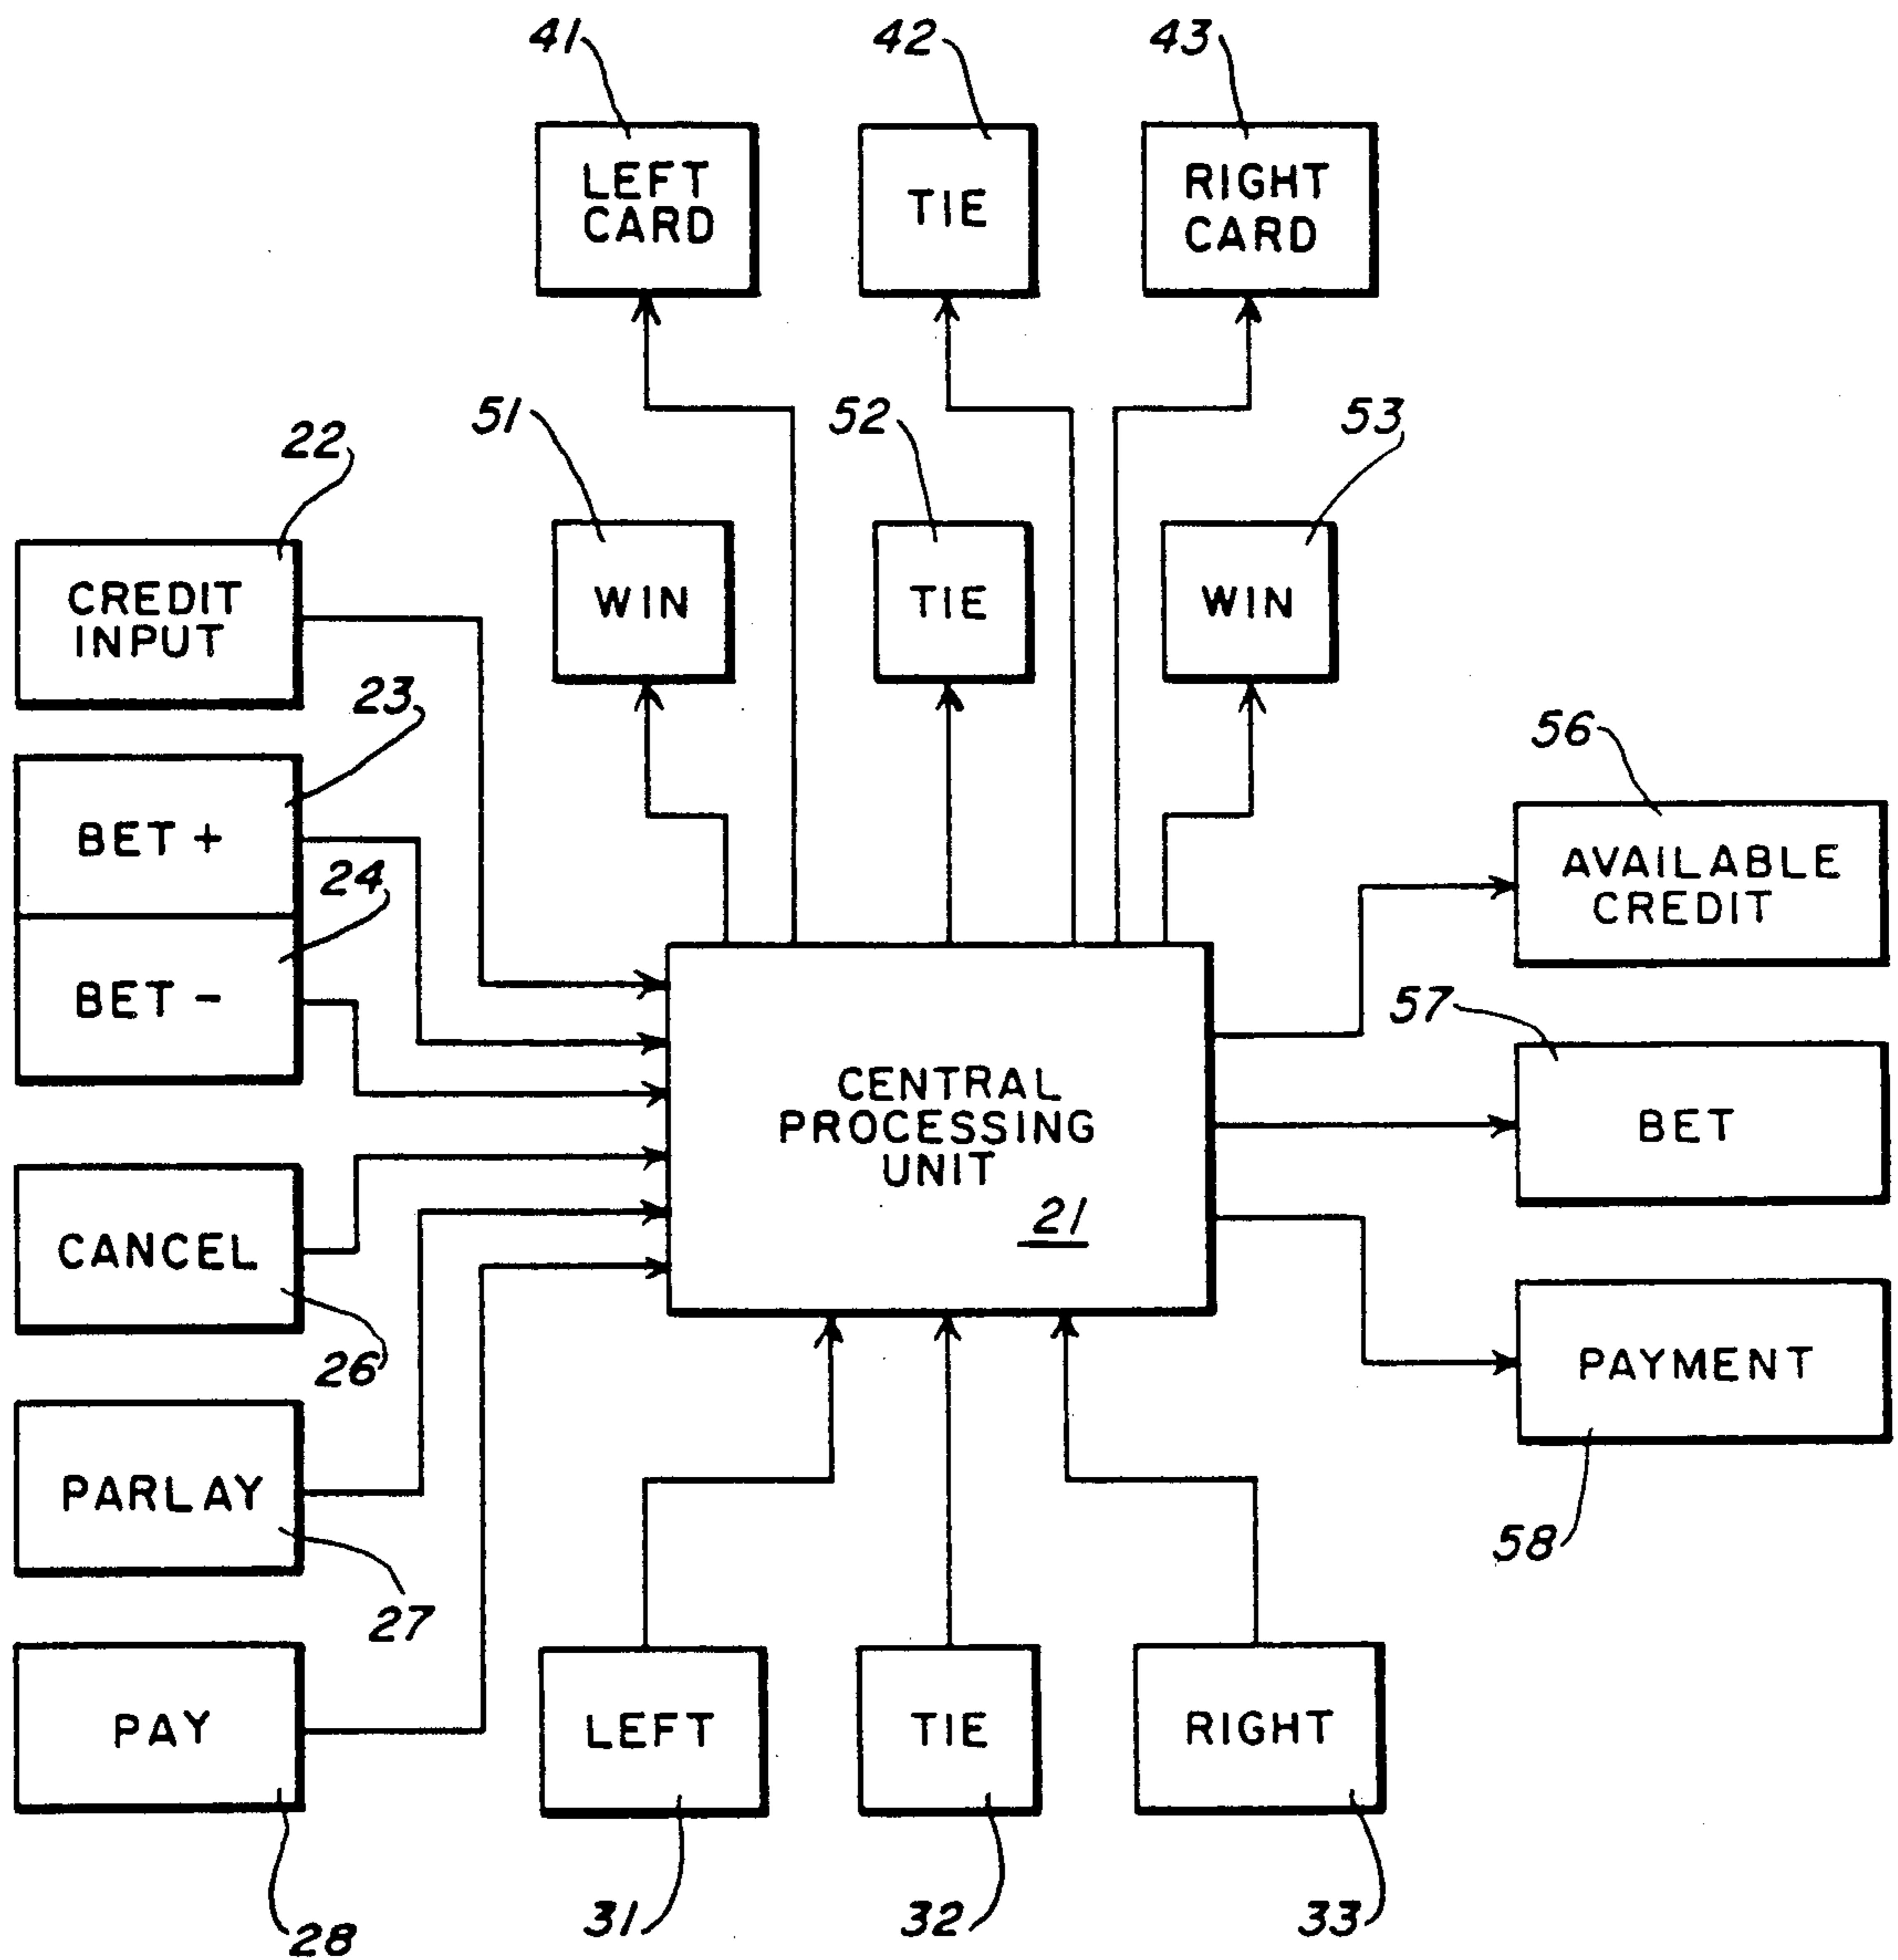 41
42
43
LEFT
CARD
TIE
RIGHT
CARD
51
52
53
22
WIN
TIE
WIN
CREDIT
INPUT
23
BET +
24
BET -
56
AVAILABLE
CREDIT
57
BET
CENTRAL
PROCESSING
UNIT
21
CANCEL
26
PAYMENT
58
PARLAY
27
PAY
28
LEFT
TIE
RIGHT
31
32
33